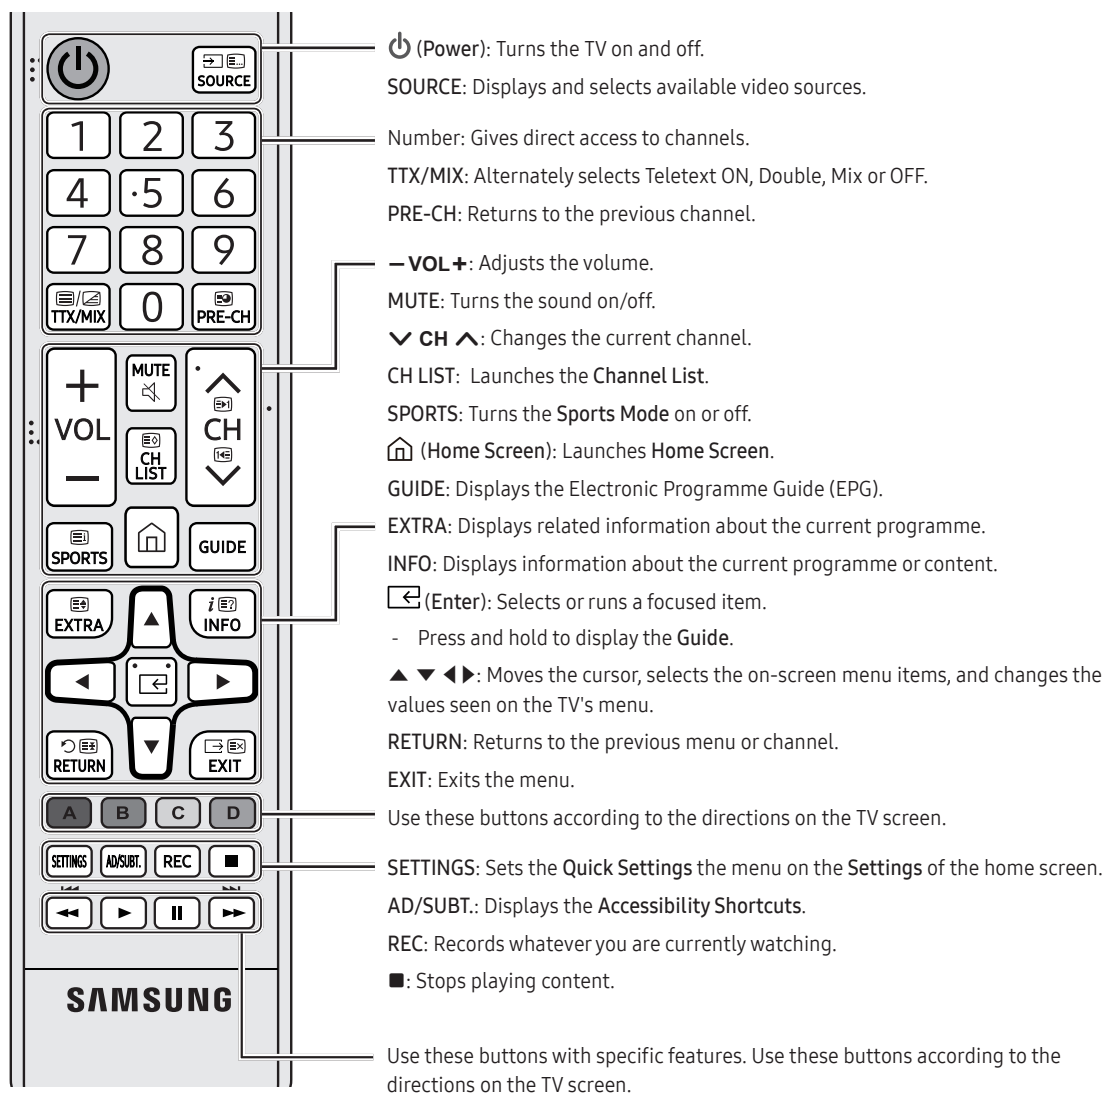 (Power): Turns the TV on and off.
SOURCE
SOURCE: Displays and selects available video sources.
1 2 3
Number: Gives direct access to channels.
4 ·5 6
TTX/MIX: Alternately selects Teletext ON, Double, Mix or OFF.
PRE-CH: Returns to the previous channel.
7 8 9
TTX/MIX 0 PRE-CH
− VOL +: Adjusts the volume.
MUTE: Turns the sound on/off.
CH : Changes the current channel.
+ VOL −
MUTE
CH LIST
CH
CH LIST:  Launches the Channel List.
SPORTS: Turns the Sports Mode on or off.
(Home Screen): Launches Home Screen.
GUIDE: Displays the Electronic Programme Guide (EPG).
SPORTS GUIDE
EXTRA: Displays related information about the current programme.
INFO: Displays information about the current programme or content.
(Enter): Selects or runs a focused item.
- Press and hold to display the Guide.
EXTRA i INFO
▲ ▼ ◀ ▶: Moves the cursor, selects the on-screen menu items, and changes the
values seen on the TV's menu.
RETURN: Returns to the previous menu or channel.
RETURN EXIT
EXIT: Exits the menu.
A B C D
Use these buttons according to the directions on the TV screen.
SETTINGS AD/SUBT. REC
SETTINGS: Sets the Quick Settings the menu on the Settings of the home screen.
AD/SUBT.: Displays the Accessibility Shortcuts.
REC: Records whatever you are currently watching.
■: Stops playing content.
SAMSUNG
Use these buttons with specific features. Use these buttons according to the
directions on the TV screen.